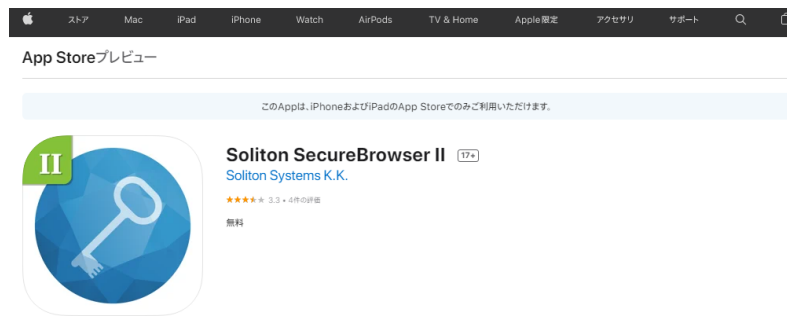 ストア Mac iPad iPhone Watch AirPods TV & Home Apple限定 アクセサリ サポート
App Storeプレビュー
このAppは、iPhoneおよびiPadのApp Storeでのみご利用いただけます。
II
Soliton SecureBrowser II 17+
Soliton Systems K.K.
★★★★★ 3.3 • 4件の評価
無料